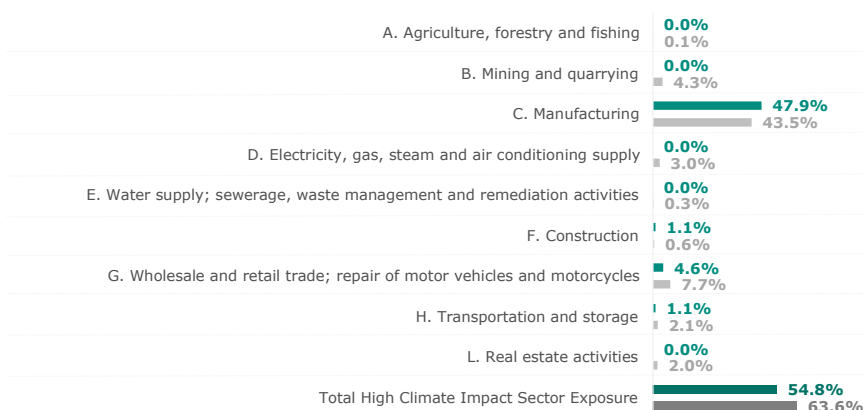 A. Agriculture, forestry and fishing
0.0%
0.1%
B. Mining and quarrying
0.0%
4.3%
C. Manufacturing
47.9%
43.5%
D. Electricity, gas, steam and air conditioning supply
0.0%
3.0%
E. Water supply; sewerage, waste management and remediation activities
0.0%
0.3%
F. Construction
1.1%
0.6%
G. Wholesale and retail trade; repair of motor vehicles and motorcycles
4.6%
7.7%
H. Transportation and storage
1.1%
2.1%
L. Real estate activities
0.0%
2.0%
Total High Climate Impact Sector Exposure
54.8%
63.6%